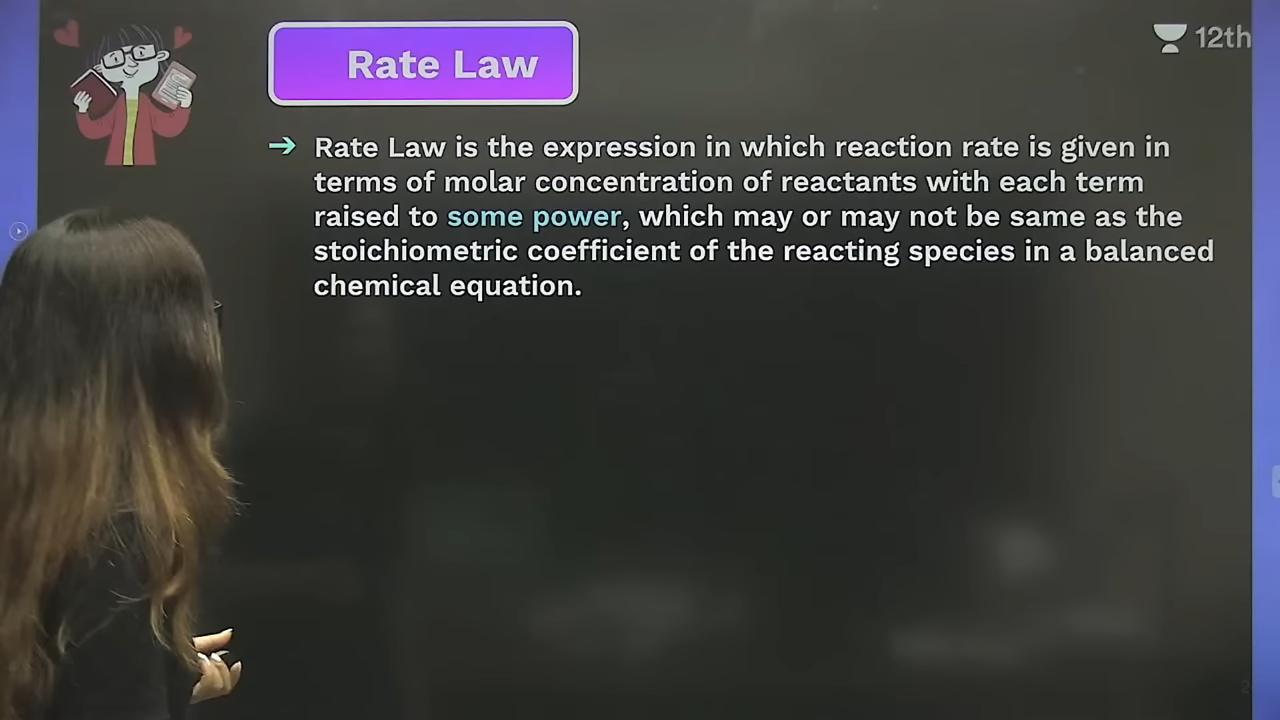 Rate Law
12th
→ Rate Law is the expression in which reaction rate is given in
terms of molar concentration of reactants with each term
raised to some power, which may or may not be same as the
stoichiometric coefficient of the reacting species in a balanced
chemical equation.